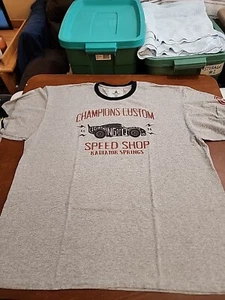 CHAMPIONS CUSTOM
SPEED SHOP
RADIATOR SPRINGS